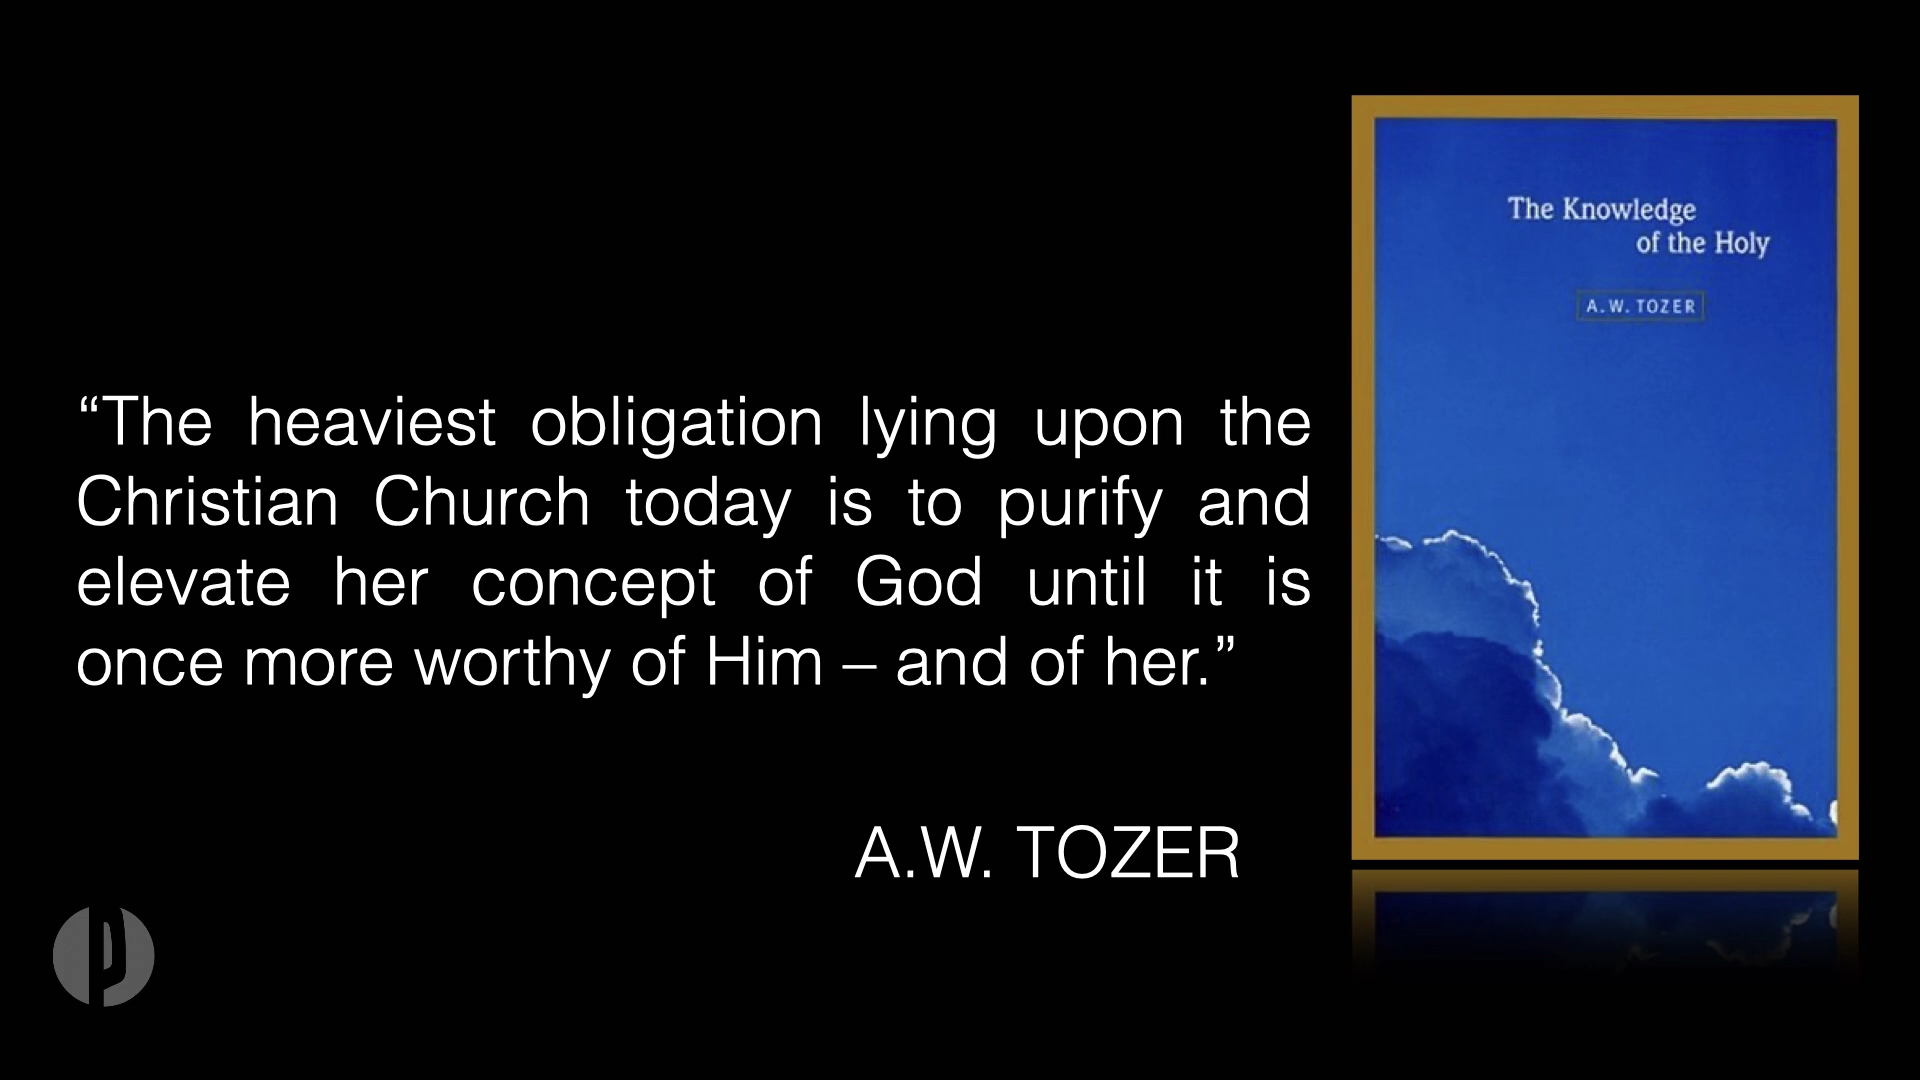 “The heaviest obligation lying upon the
Christian Church today is to purify and
elevate her concept of God until it is
once more worthy of Him – and of her.”
A.W. TOZER
The Knowledge
of the Holy
A.W. TOZER